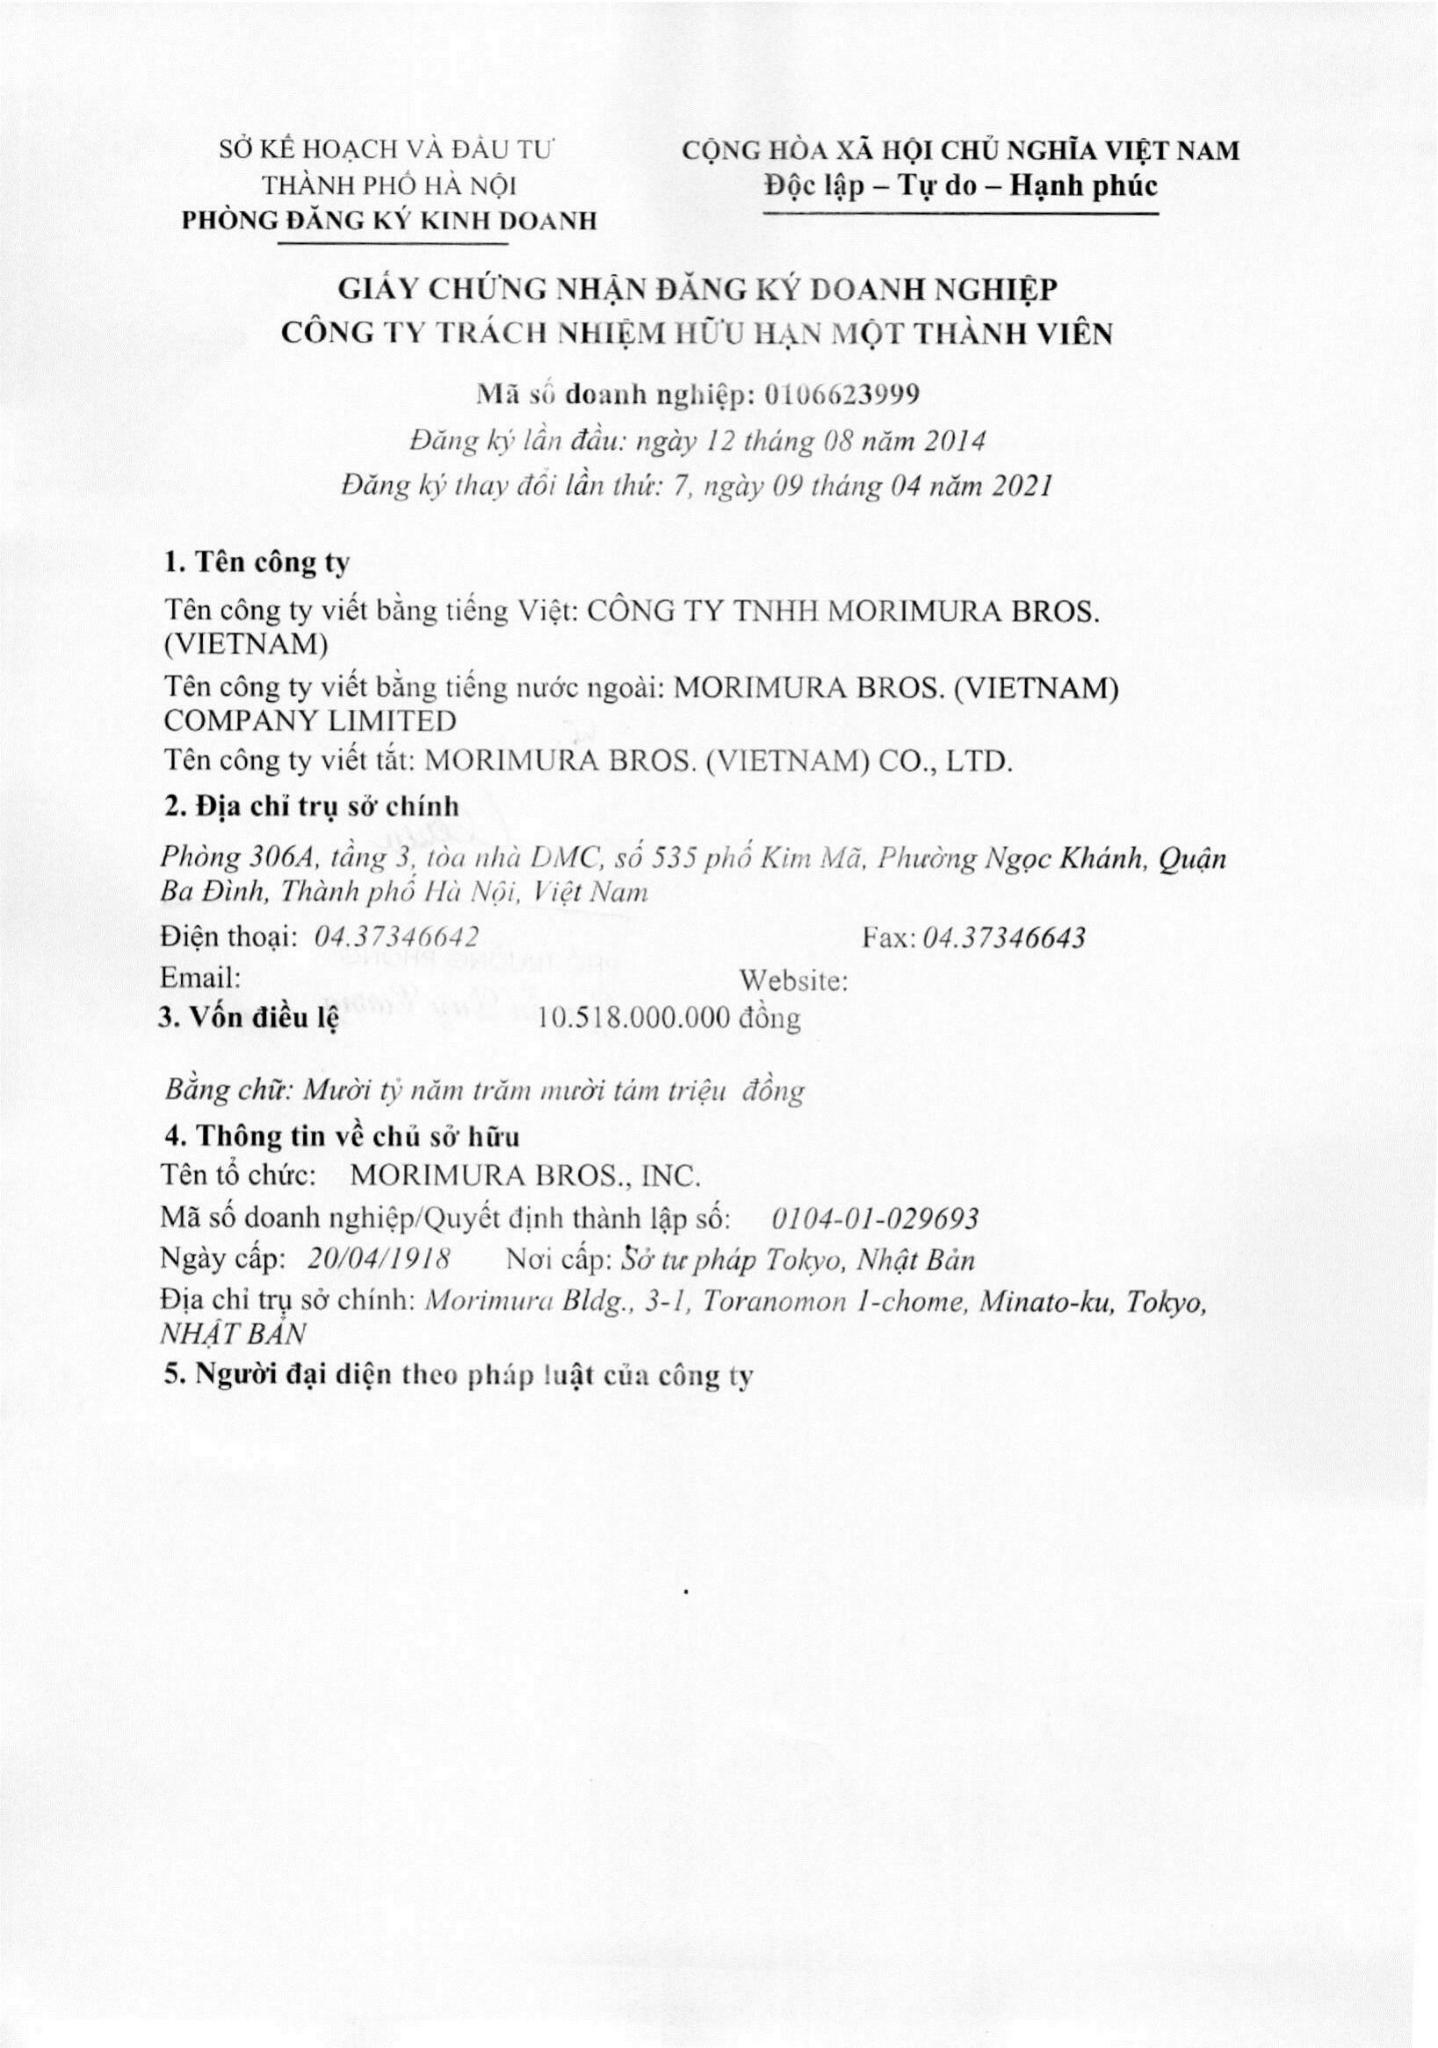 SỞ KẾ HOẠCH VÀ ĐẦU TƯ
THÀNH PHỐ HÀ NỘI
PHÒNG ĐĂNG KÝ KINH DOANH
CỘNG HÒA XÃ HỘI CHỦ NGHĨA VIỆT NAM
Độc lập – Tự do – Hạnh phúc
GIẤY CHỨNG NHẬN ĐĂNG KÝ DOANH NGHIỆP
CÔNG TY TRÁCH NHIỆM HỮU HẠN MỘT THÀNH VIÊN
Mã số doanh nghiệp: 0106623999
Đăng ký lần đầu: ngày 12 tháng 08 năm 2014
Đăng ký thay đổi lần thứ: 7, ngày 09 tháng 04 năm 2021
1. Tên công ty
Tên công ty viết bằng tiếng Việt: CÔNG TY TNHH MORIMURA BROS.
(VIETNAM)
Tên công ty viết bằng tiếng nước ngoài: MORIMURA BROS. (VIETNAM)
COMPANY LIMITED
Tên công ty viết tắt: MORIMURA BROS. (VIETNAM) CO., LTD.
2. Địa chỉ trụ sở chính
Phòng 306A, tầng 3, tòa nhà DMC, số 535 phố Kim Mã, Phường Ngọc Khánh, Quận
Ba Đình, Thành phố Hà Nội, Việt Nam
Điện thoại: 04.37346642 Fax: 04.37346643
Email: Website:
3. Vốn điều lệ 10.518.000.000 đồng
Bằng chữ: Mười tỷ năm trăm mười tám triệu đồng
4. Thông tin về chủ sở hữu
Tên tổ chức: MORIMURA BROS., INC.
Mã số doanh nghiệp/Quyết định thành lập số: 0104-01-029693
Ngày cấp: 20/04/1918 Nơi cấp: Sở tư pháp Tokyo, Nhật Bản
Địa chỉ trụ sở chính: Morimura Bldg., 3-1, Toranomon 1-chome, Minato-ku, Tokyo,
NHẬT BẢN
5. Người đại diện theo pháp luật của công ty